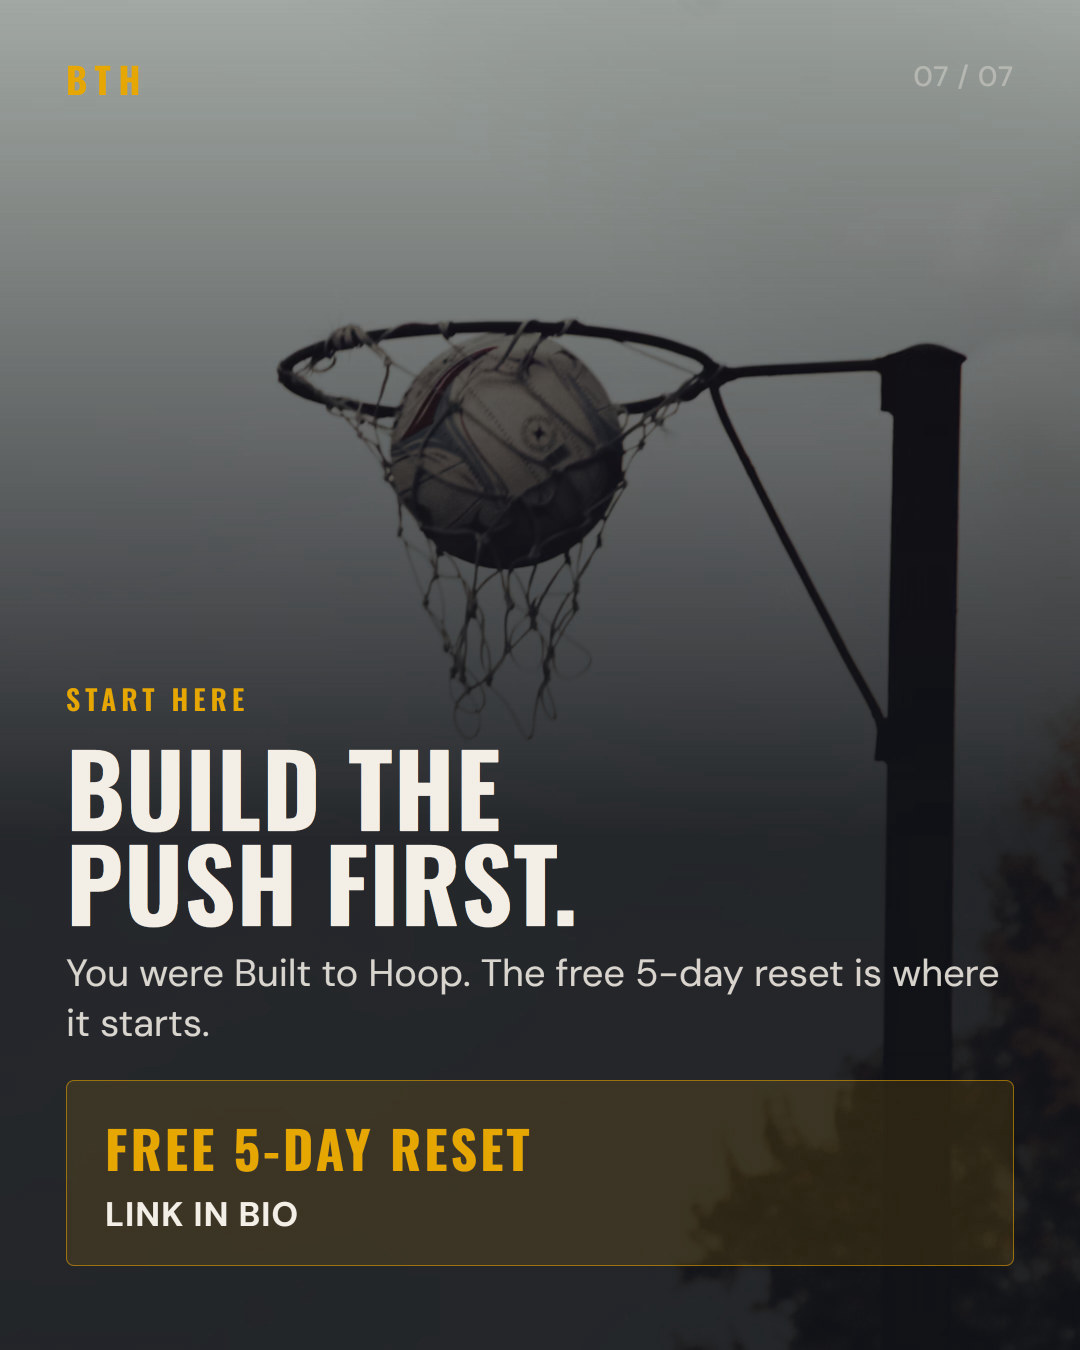 BTH
07 / 07
START HERE
BUILD THE
PUSH FIRST.
You were Built to Hoop. The free 5-day reset is where
it starts.
FREE 5-DAY RESET
LINK IN BIO